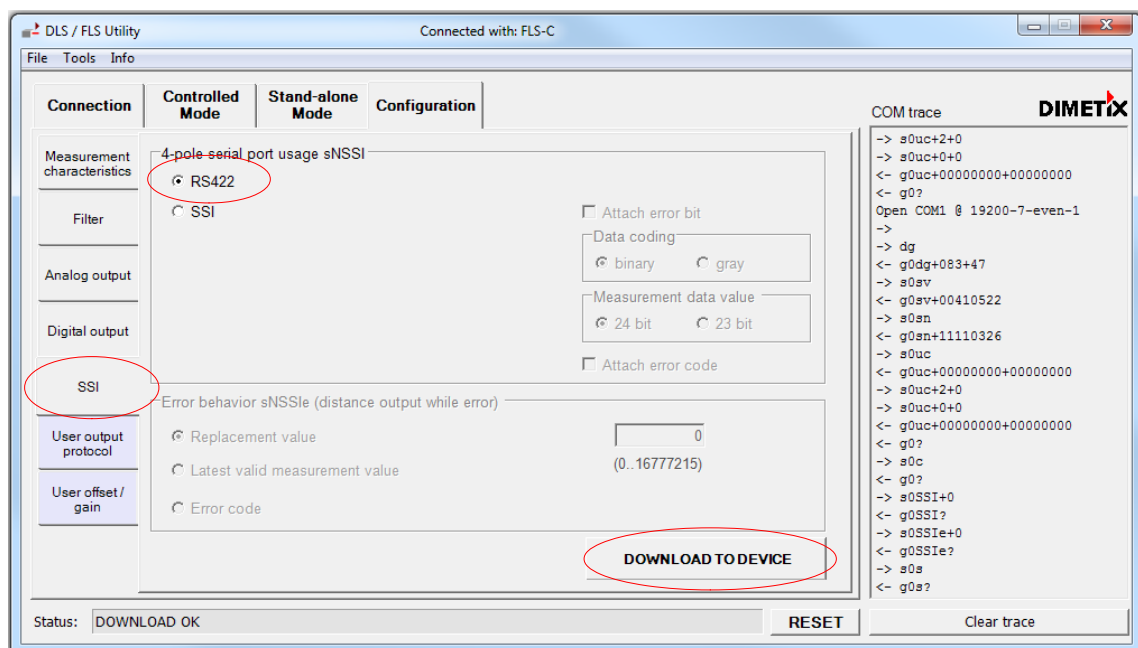 DLS / FLS Utility
Connected with: FLS-C
File Tools Info
Connection
Controlled
Mode
Stand-alone
Mode
Configuration
Measurement
characteristics
Filter
Analog output
Digital output
SSI
User output
protocol
User offset /
gain
4-pole serial port usage sNSSI
RS422
SSI
Attach error bit
Data coding
binary gray
Measurement data value
24 bit 23 bit
Attach error code
Error behavior sNSSIe (distance output while error)
Replacement value 0
(0..16777215)
Latest valid measurement value
Error code
DOWNLOAD TO DEVICE
COM trace
DIMETIX
-> s0uc+2+0
-> s0uc+0+0
<- g0uc+00000000+00000000
<- g0?
Open COM1 @ 19200-7-even-1
->
-> dg
<- g0dg+083+47
-> s0sv
<- g0sv+00410522
-> s0sn
<- g0sn+11110326
-> s0uc
<- g0uc+00000000+00000000
-> s0uc+2+0
-> s0uc+0+0
<- g0uc+00000000+00000000
<- g0?
-> s0c
<- g0?
-> s0SSI+0
<- g0SSI?
-> s0SSIe+0
<- g0SSIe?
-> s0s
<- g0s?
Status: DOWNLOAD OK
RESET
Clear trace